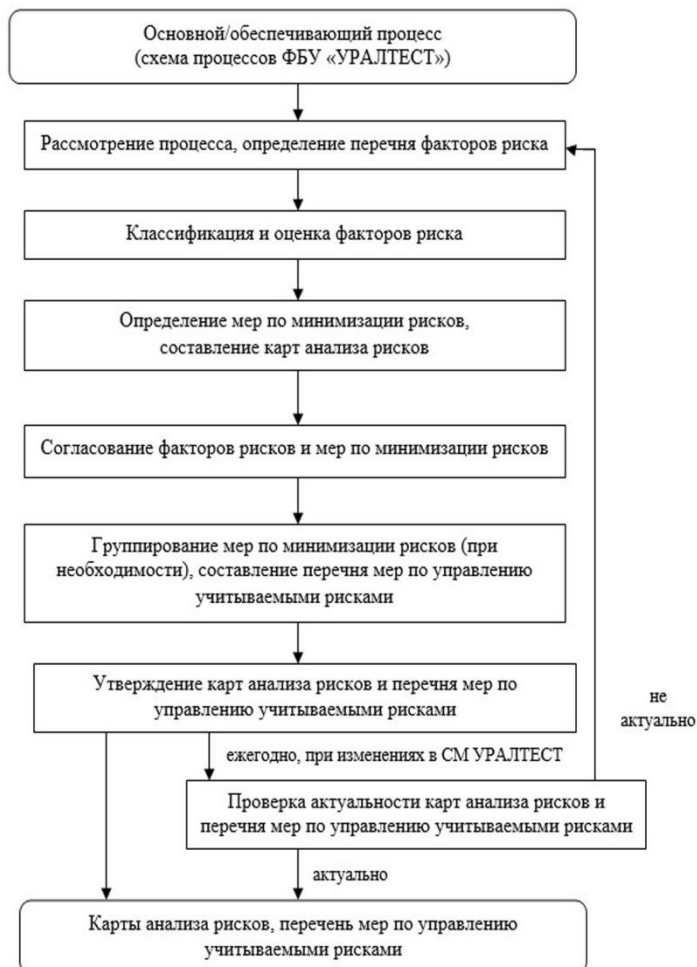 Основной/обеспечивающий процесс
(схема процессов ФБУ «УРАЛТЕСТ»)
Рассмотрение процесса, определение перечня факторов риска
Классификация и оценка факторов риска
Определение мер по минимизации рисков,
составление карт анализа рисков
Согласование факторов рисков и мер по минимизации рисков
Группирование мер по минимизации рисков (при
необходимости), составление перечня мер по управлению
учитываемыми рисками
Утверждение карт анализа рисков и перечня мер по
управлению учитываемыми рисками
не
актуально
ежегодно, при изменениях в СМ УРАЛТЕСТ
Проверка актуальности карт анализа рисков и
перечня мер по управлению учитываемыми рисками
актуально
Карты анализа рисков, перечень мер по управлению
учитываемыми рисками